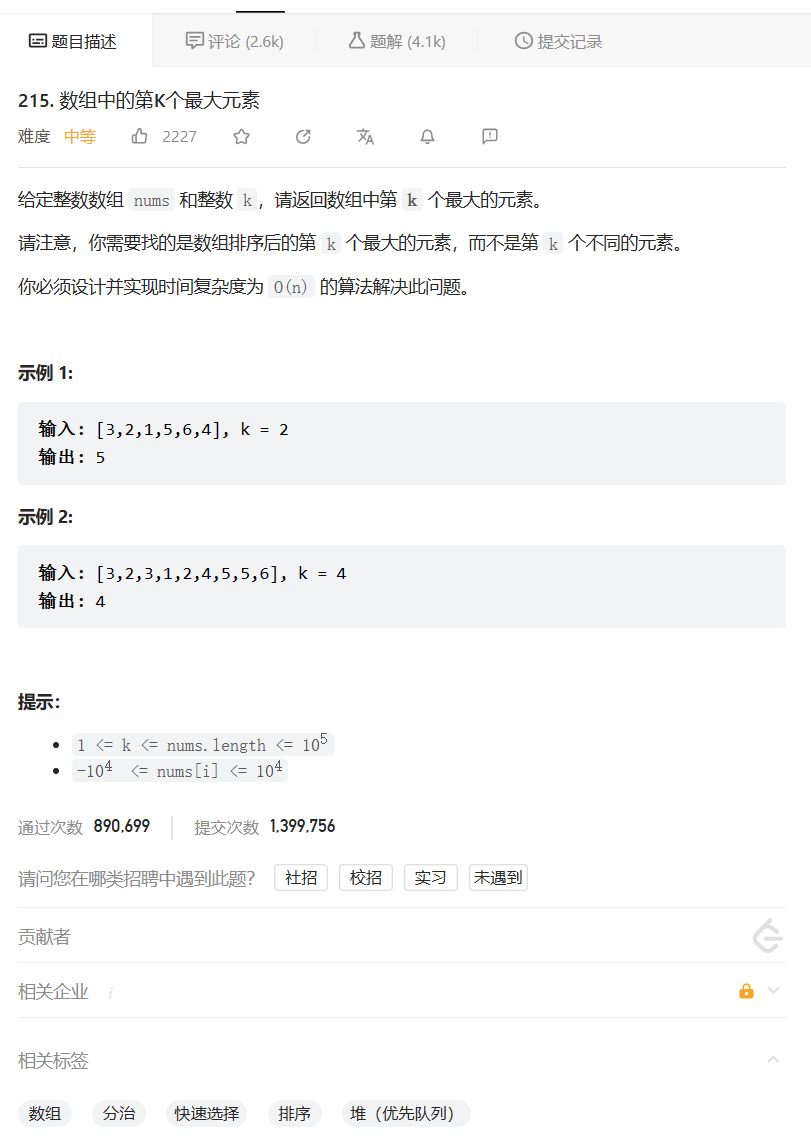 题目描述 评论 (2.6k) 题解 (4.1k) 提交记录
215. 数组中的第K个最大元素
难度 中等 2227
给定整数数组 nums 和整数 k，请返回数组中第 k 个最大的元素。
请注意，你需要找的是数组排序后的第 k 个最大的元素，而不是第 k 个不同的元素。
你必须设计并实现时间复杂度为 O(n) 的算法解决此问题。
示例 1:
输入: [3,2,1,5,6,4], k = 2
输出: 5
示例 2:
输入: [3,2,3,1,2,4,5,5,6], k = 4
输出: 4
提示：
1 <= k <= nums.length <= 10⁵
-10⁴ <= nums[i] <= 10⁴
通过次数 890,699 提交次数 1,399,756
请问您在哪类招聘中遇到此题？ 社招 校招 实习 未遇到
贡献者
相关企业 i
相关标签
数组 分治 快速选择 排序 堆（优先队列）